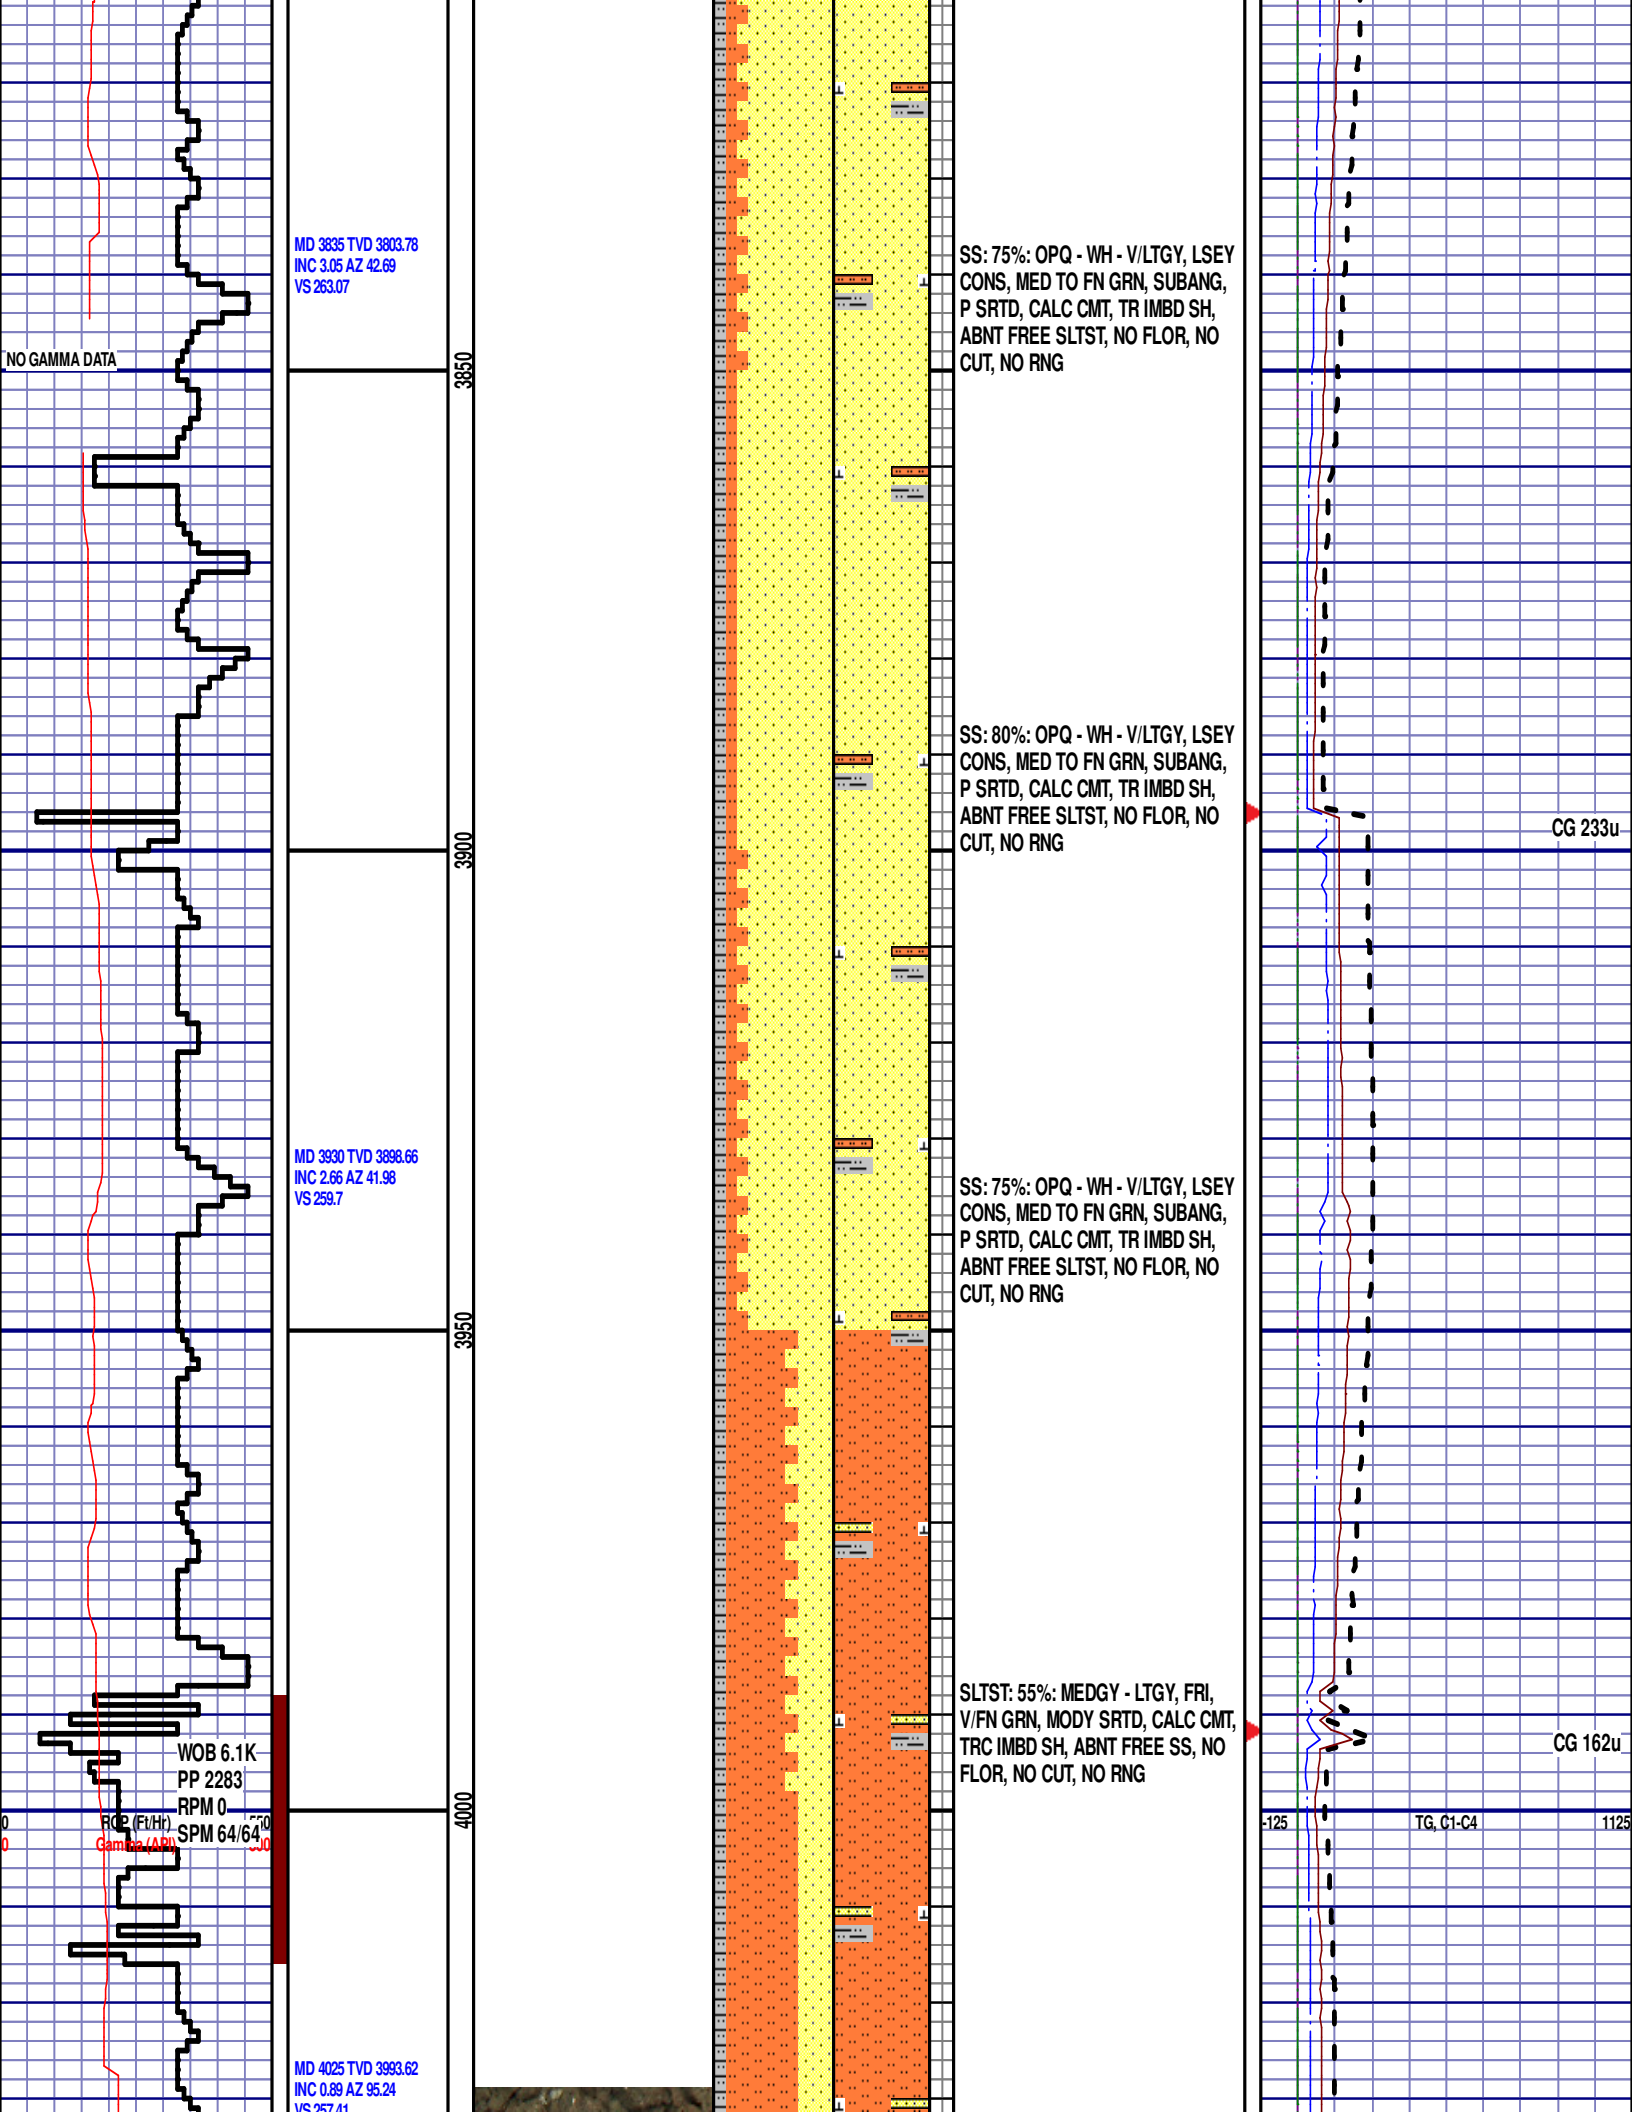 MD 3835 TVD 3803.78
INC 3.05 AZ 42.69
VS 263.07
SS: 75%: OPQ - WH - V/LTGY, LSEY
CONS, MED TO FN GRN, SUBANG,
P SRTD, CALC CMT, TR IMBD SH,
ABNT FREE SLTST, NO FLOR, NO
CUT, NO RNG
NO GAMMA DATA
3850
SS: 80%: OPQ - WH - V/LTGY, LSEY
CONS, MED TO FN GRN, SUBANG,
P SRTD, CALC CMT, TR IMBD SH,
ABNT FREE SLTST, NO FLOR, NO
CUT, NO RNG
CG 233u
3900
MD 3930 TVD 3898.66
INC 2.66 AZ 41.98
VS 259.7
SS: 75%: OPQ - WH - V/LTGY, LSEY
CONS, MED TO FN GRN, SUBANG,
P SRTD, CALC CMT, TR IMBD SH,
ABNT FREE SLTST, NO FLOR, NO
CUT, NO RNG
3950
SLTST: 55%: MEDGY - LTGY, FRI,
V/FN GRN, MODY SRTD, CALC CMT,
TRC IMBD SH, ABNT FREE SS, NO
FLOR, NO CUT, NO RNG
CG 162u
WOB 6.1K
PP 2283
RPM 0
SPM 64/64
4000
0 ROP (Ft/Hr)
0 Gamma (API)
-125 TG, C1-C4 1125
MD 4025 TVD 3993.62
INC 0.89 AZ 95.24
VS 257.41